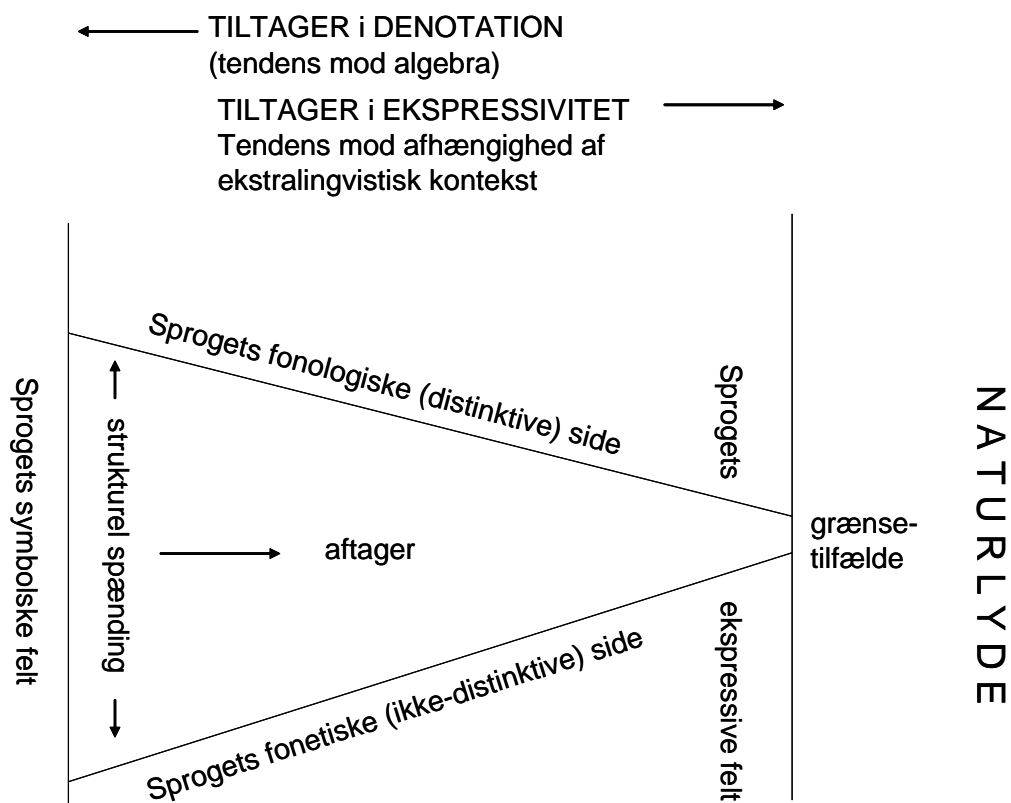 TILTAGER i DENOTATION
(tendens mod algebra)
TILTAGER i EKSPRESSIVITET
Tendens mod afhængighed af
ekstralingvistisk kontekst
Sprogets symbolske felt
strukturel spænding
Sprogets fonologiske (distinktive) side
aftager
Sprogets fonetiske (ikke-distinktive) side
Sprogets
ekspressive felt
grænse-
tilfælde
NATURLYDE